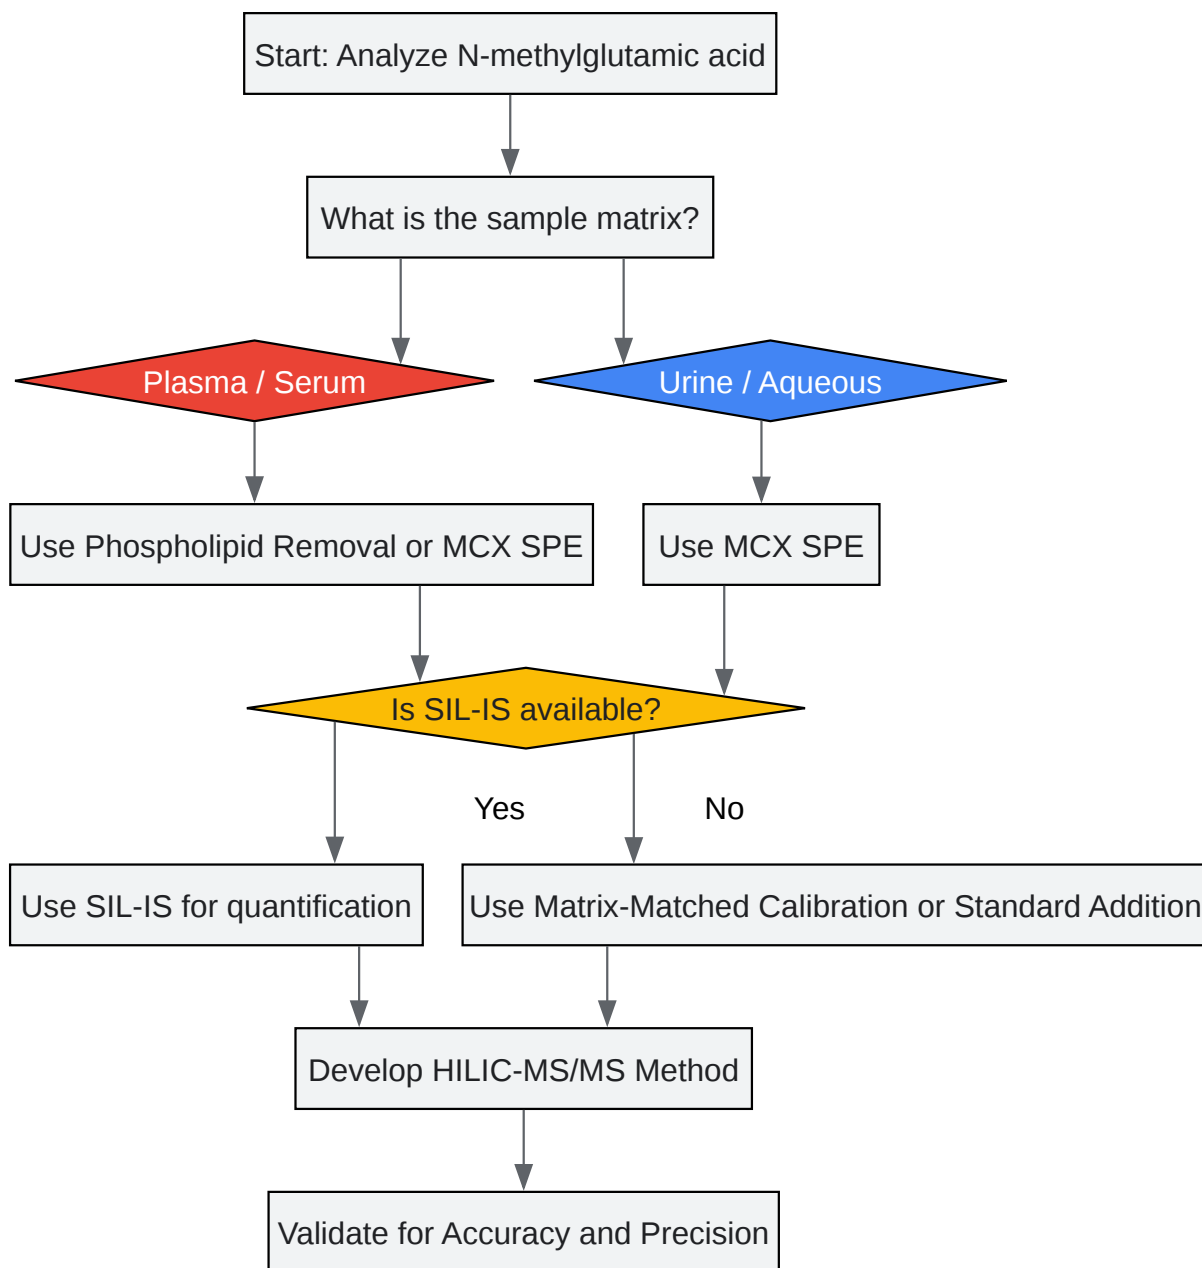 Start: Analyze N-methylglutamic acid
What is the sample matrix?
Plasma / Serum
Urine / Aqueous
Use Phospholipid Removal or MCX SPE
Use MCX SPE
Is SIL-IS available?
Yes
No
Use SIL-IS for quantification
Use Matrix-Matched Calibration or Standard Addition
Develop HILIC-MS/MS Method
Validate for Accuracy and Precision